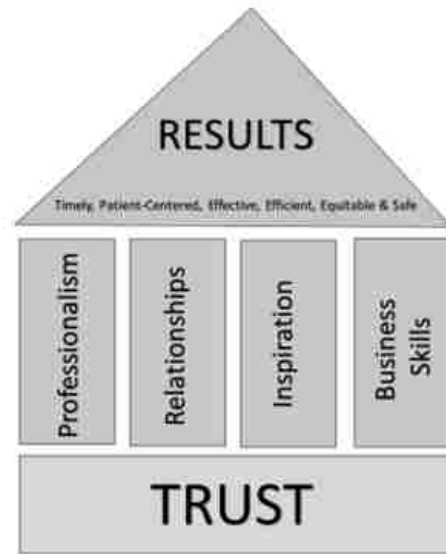 RESULTS
Timely, Patient-Centered, Effective, Efficient, Equitable & Safe
Professionalism
Relationships
Inspiration
Business
Skills
TRUST